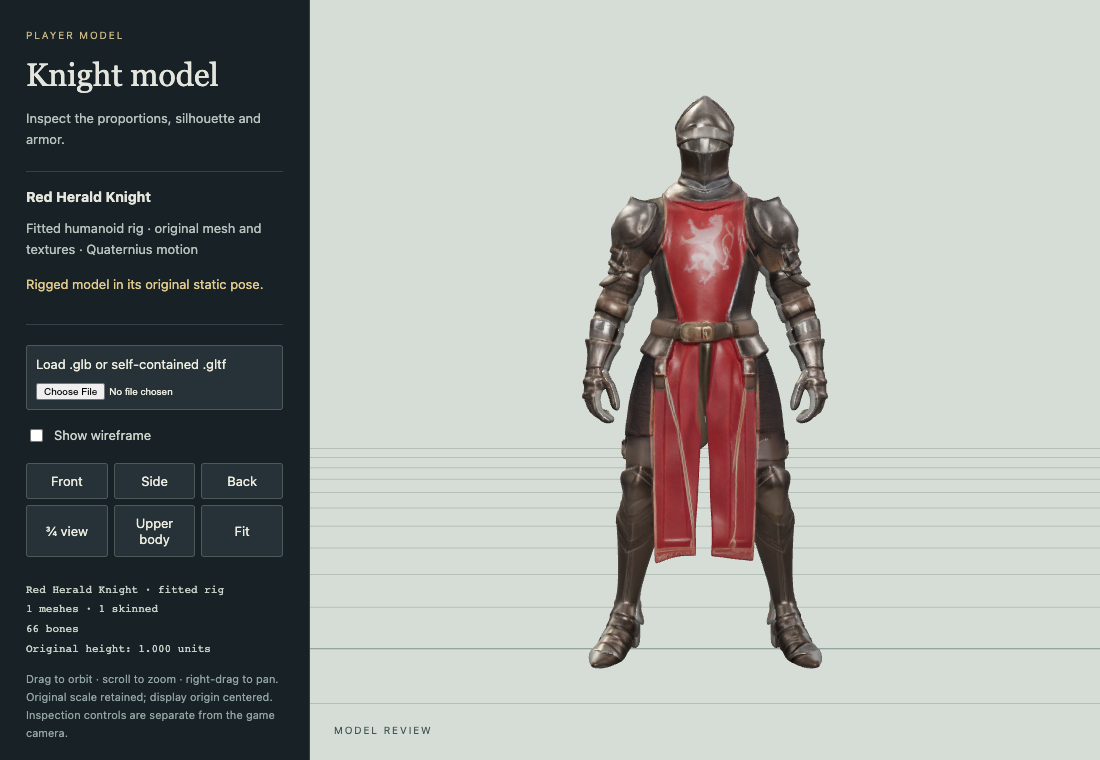 PLAYER MODEL
Knight model
Inspect the proportions, silhouette and
armor.
Red Herald Knight
Fitted humanoid rig · original mesh and
textures · Quaternius motion
Rigged model in its original static pose.
Load .glb or self-contained .gltf
Choose File No file chosen
Show wireframe
Front Side Back
¾ view Upper body Fit
Red Herald Knight · fitted rig
1 meshes · 1 skinned
66 bones
Original height: 1.000 units
Drag to orbit · scroll to zoom · right-drag to pan.
Original scale retained; display origin centered.
Inspection controls are separate from the game
camera.
MODEL REVIEW